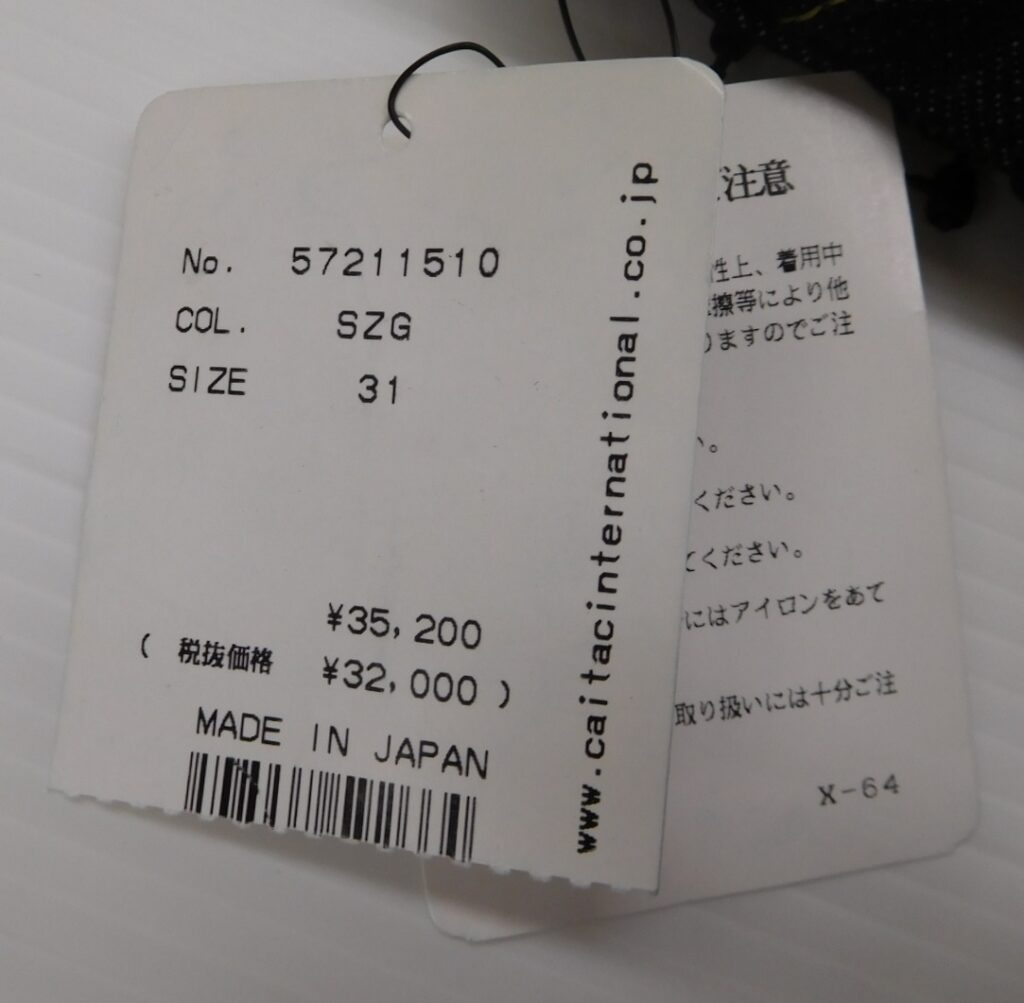 No. 57211510
COL. SZG
SIZE 31
¥35,200
( 税抜価格 ¥32,000 )
MADE IN JAPAN
www.caitacinternational.co.jp
ご注意
性上、着用中
擦等により他
りますのでご注
い。
ください。
てください。
にはアイロンをあて
取り扱いには十分ご注
X-64